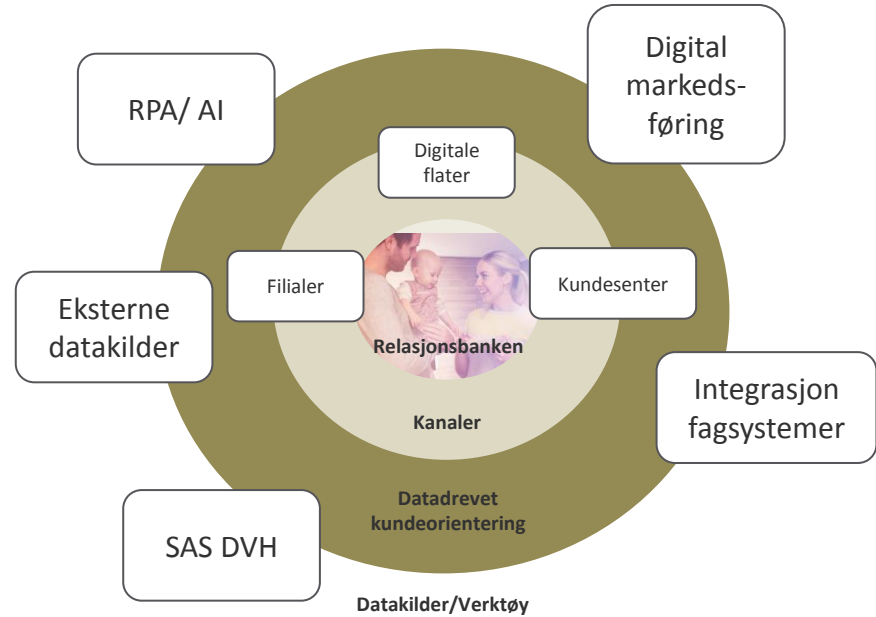 Digital
markeds-
føring
RPA/ AI
Digitale
flater
Filialer
Kundesenter
Eksterne
datakilder
Relasjonsbanken
Integrasjon
fagsystemer
Kanaler
Datadrevet
kundeorientering
SAS DVH
Datakilder/Verktøy